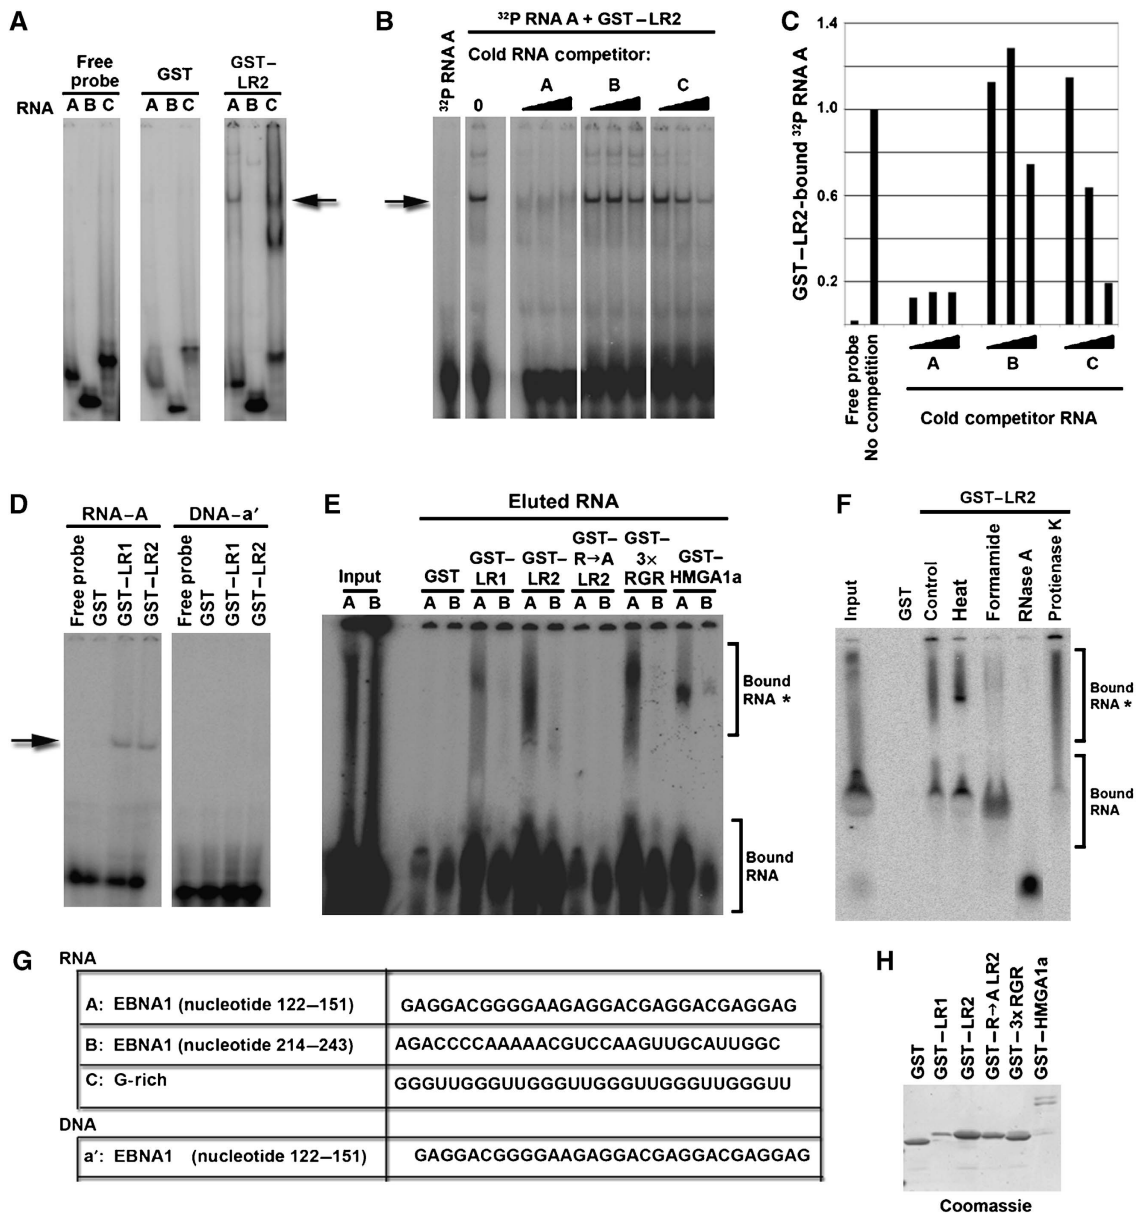 A
Free probe
GST
GST–LR2
RNA
A B C
A B C
A B C
B
32P RNA A + GST–LR2
32P RNA A
Cold RNA competitor:
0
A
B
C
C
GST–LR2-bound 32P RNA A
1.4
1.0
0.6
0.2
Free probe
No competition
A
B
C
Cold competitor RNA
D
RNA–A
DNA–a′
Free probe
GST
GST–LR1
GST–LR2
Free probe
GST
GST–LR1
GST–LR2
E
Eluted RNA
Input
GST
GST–LR1
GST–LR2
GST–R→A LR2
GST–3× RGR
GST–HMGA1a
A B
A B
A B
A B
A B
A B
A B
Bound RNA *
Bound RNA
F
GST–LR2
Input
GST
Control
Heat
Formamide
RNase A
Protienase K
Bound RNA *
Bound RNA
G
RNA
A: EBNA1 (nucleotide 122–151) GAGGACGGGGAAGAGGACGAGGACGAGGAG
B: EBNA1 (nucleotide 214–243) AGACCCCAAAAACGUCCAAGUUGCAUUGGC
C: G-rich GGGUUGGGUUGGGUUGGGUUGGGUUGGGUU
DNA
a′: EBNA1 (nucleotide 122–151) GAGGACGGGGAAGAGGACGAGGACGAGGAG
H
GST
GST–LR1
GST–LR2
GST–R→A LR2
GST–3xRGR
GST–HMGA1a
Coomassie